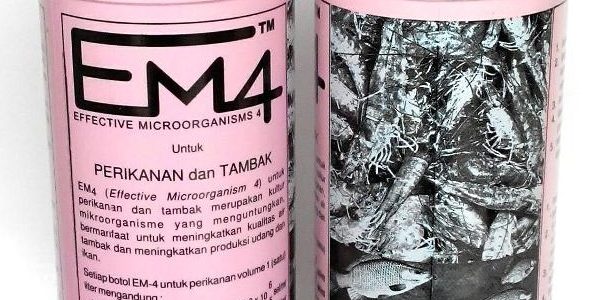 EM4™
EFFECTIVE MICROORGANISMS 4
Untuk
PERIKANAN dan TAMBAK
EM4 (Effective Microorganism 4) untuk
perikanan dan tambak merupakan kultur
mikroorganisme yang menguntungkan,
bermanfaat untuk meningkatkan kualitas air
tambak dan meningkatkan produksi udang dan
ikan.
Setiap botol EM-4 untuk perikanan volume 1 (satu)
liter mengandung :
6